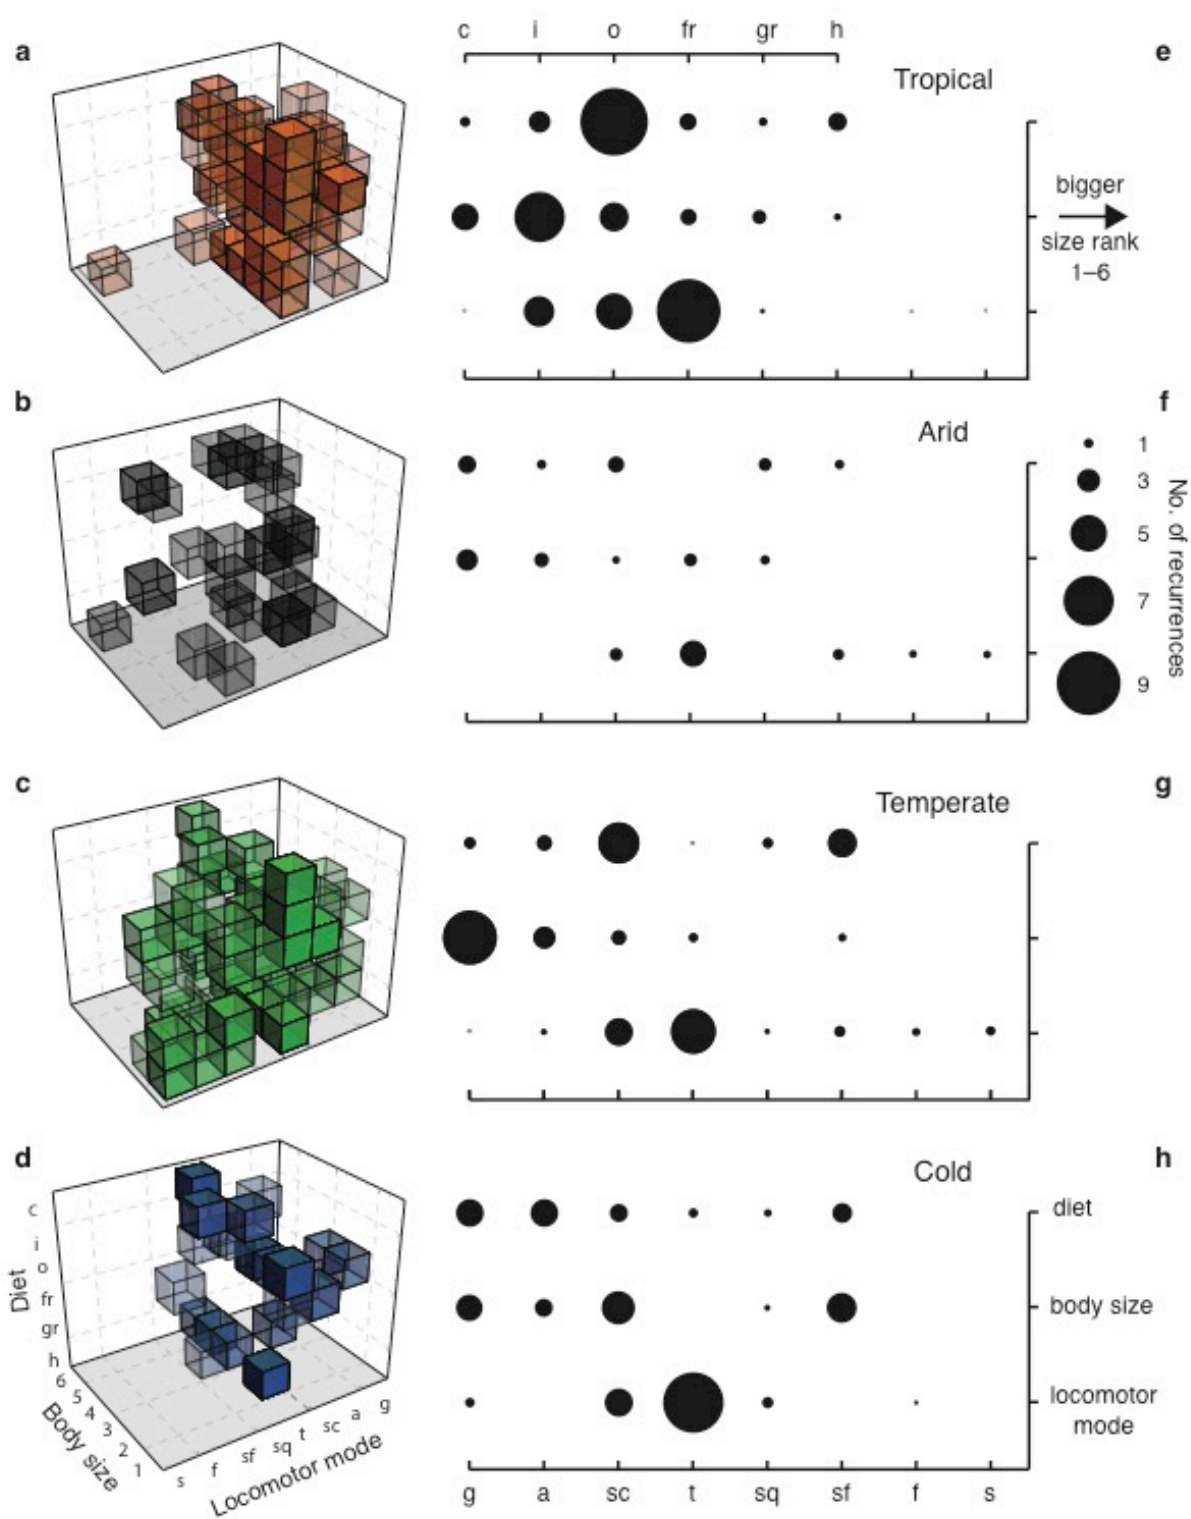 a
c i o fr gr h
e
Tropical
bigger
size rank
1–6
b
f
Arid
1
3
5
7
9
No. of recurrences
c
g
Temperate
d
h
Cold
c
i
o
fr
gr
h
Diet
6
5
4
3
2
1
Body size
s f sf sq t sc a g
Locomotor mode
diet
body size
locomotor
mode
g a sc t sq sf f s